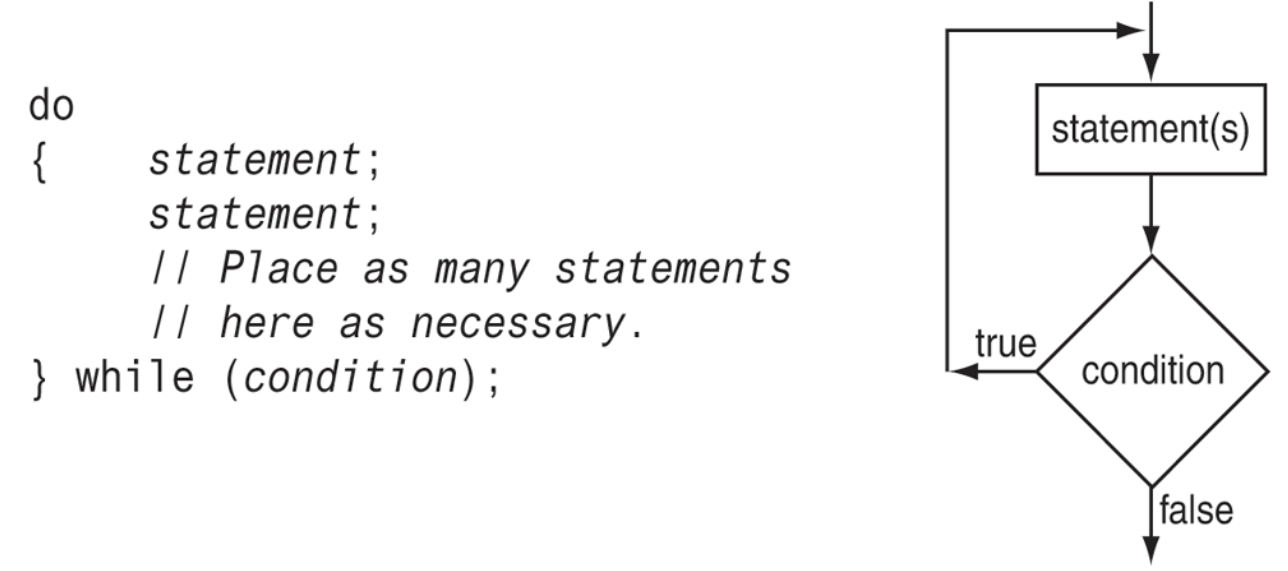 do
{ statement;
statement;
// Place as many statements
// here as necessary.
} while (condition);
statement(s)
true
condition
false